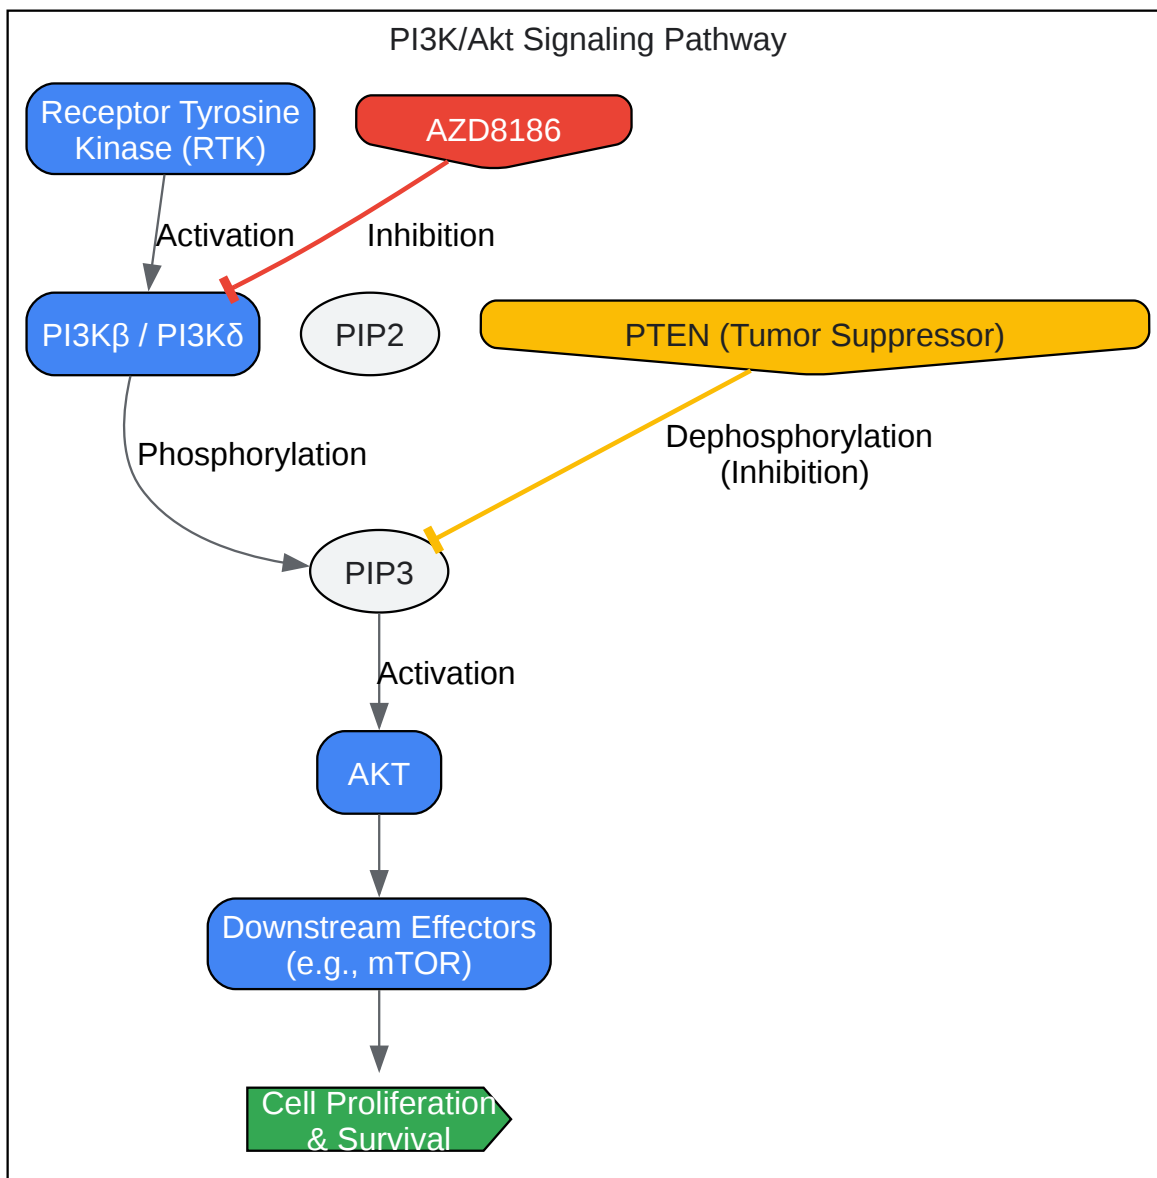 PI3K/Akt Signaling Pathway
Receptor Tyrosine
Kinase (RTK)
AZD8186
Activation
Inhibition
PI3Kβ / PI3Kδ
PIP2
PTEN (Tumor Suppressor)
Phosphorylation
Dephosphorylation
(Inhibition)
PIP3
Activation
AKT
Downstream Effectors
(e.g., mTOR)
Cell Proliferation
& Survival